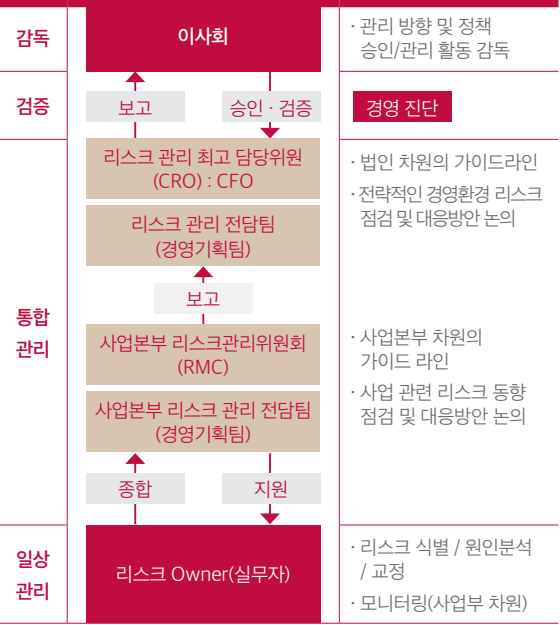 감독
이사회
· 관리 방향 및 정책
승인/관리 활동 감독
검증
보고
승인 · 검증
경영 진단
통합
관리
리스크 관리 최고 담당위원
(CRO) : CFO
리스크 관리 전담팀
(경영기획팀)
· 법인 차원의 가이드라인
· 전략적인 경영환경 리스크
점검 및 대응방안 논의
보고
사업본부 리스크관리위원회
(RMC)
사업본부 리스크 관리 전담팀
(경영기획팀)
· 사업본부 차원의
가이드 라인
· 사업 관련 리스크 동향
점검 및 대응방안 논의
종합
지원
일상
관리
리스크 Owner(실무자)
· 리스크 식별 / 원인분석
/ 교정
· 모니터링(사업부 차원)